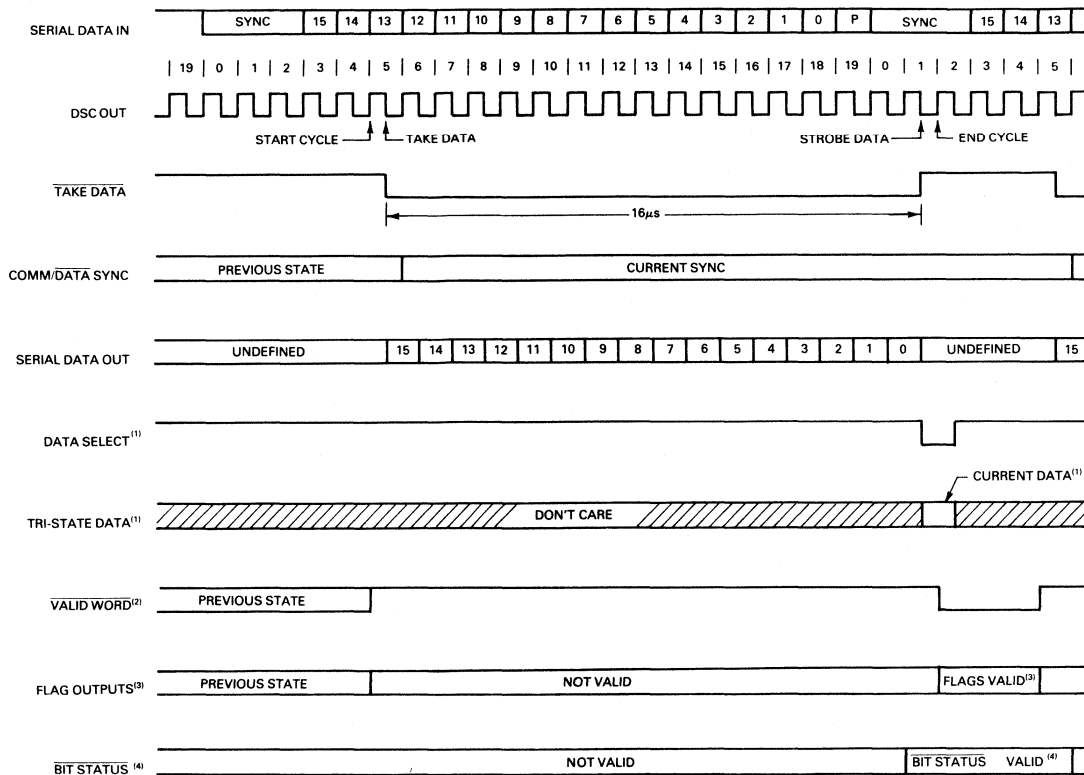 SERIAL DATA IN SYNC 15 14 13 12 11 10 9 8 7 6 5 4 3 2 1 0 P SYNC 15 14 13
19 0 1 2 3 4 5 6 7 8 9 10 11 12 13 14 15 16 17 18 19 0 1 2 3 4 5
DSC OUT
START CYCLE TAKE DATA STROBE DATA END CYCLE
TAKE DATA
16μs
COMM/DATA SYNC PREVIOUS STATE CURRENT SYNC
SERIAL DATA OUT UNDEFINED 15 14 13 12 11 10 9 8 7 6 5 4 3 2 1 0 UNDEFINED 15
DATA SELECT(1)
CURRENT DATA(1)
TRI-STATE DATA(1) DON'T CARE
VALID WORD(2) PREVIOUS STATE
FLAG OUTPUTS(3) PREVIOUS STATE NOT VALID FLAGS VALID(3)
BIT STATUS (4) NOT VALID BIT STATUS VALID (4)